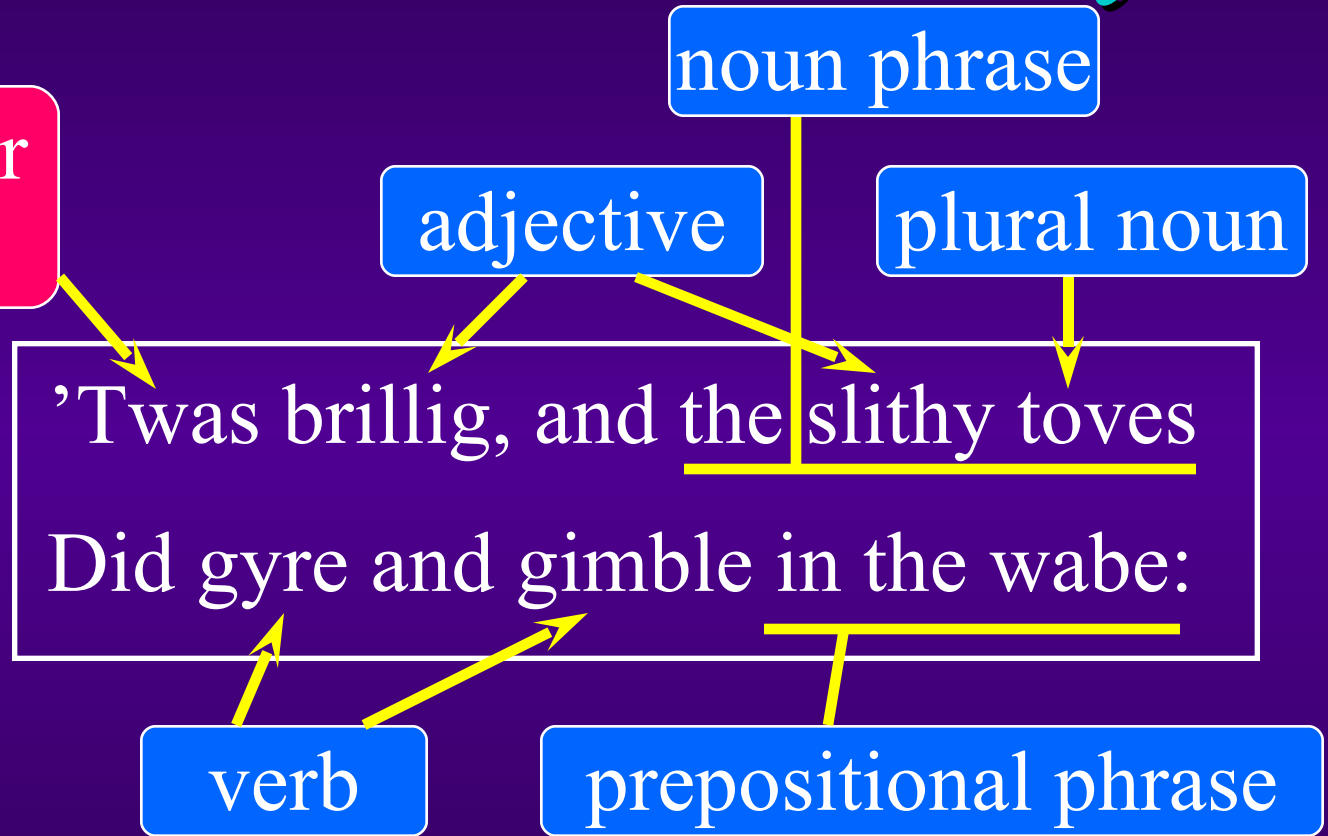 noun phrase
r
adjective
plural noun
’Twas brillig, and the slithy toves
Did gyre and gimble in the wabe:
verb
prepositional phrase